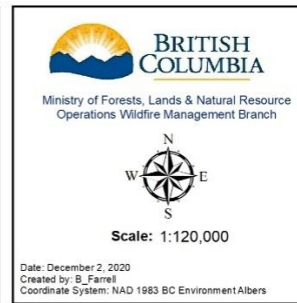 BRITISH
COLUMBIA
Ministry of Forests, Lands & Natural Resource
Operations Wildfire Management Branch
N
W E
S
Scale: 1:120,000
Date: December 2, 2020
Created by: B_Farrell
Coordinate System: NAD 1983 BC Environment Albers